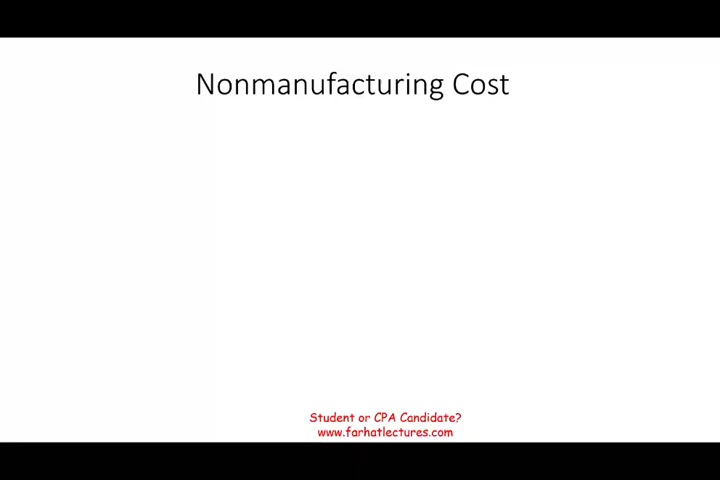 Nonmanufacturing Cost
Student or CPA Candidate?
www.farhatlectures.com